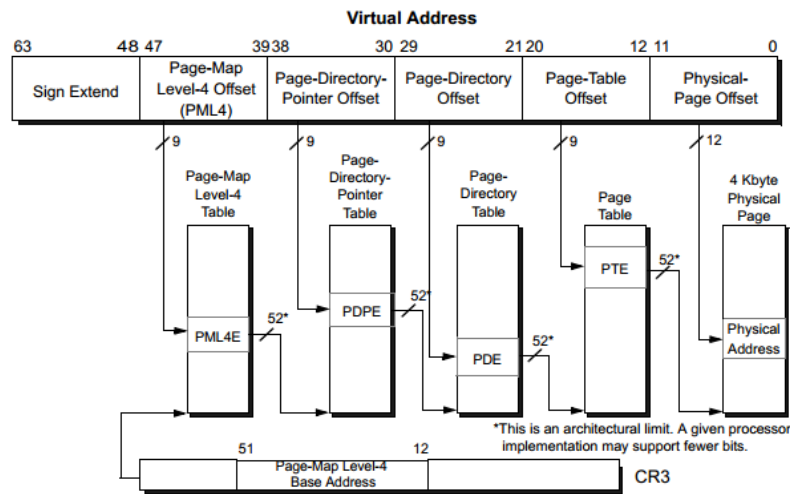 Virtual Address
63 48 47 39 38 30 29 21 20 12 11 0
Sign Extend
Page-Map
Level-4 Offset
(PML4)
Page-Directory-
Pointer Offset
Page-Directory
Offset
Page-Table
Offset
Physical-
Page Offset
9 9 9 9 12
Page-Map
Level-4
Table
Page-
Directory-
Pointer
Table
Page-
Directory
Table
Page
Table
4 Kbyte
Physical
Page
PML4E
52*
PDPE
52*
PDE
52*
PTE
52*
Physical
Address
*This is an architectural limit. A given processor
implementation may support fewer bits.
51 12
Page-Map Level-4
Base Address
CR3